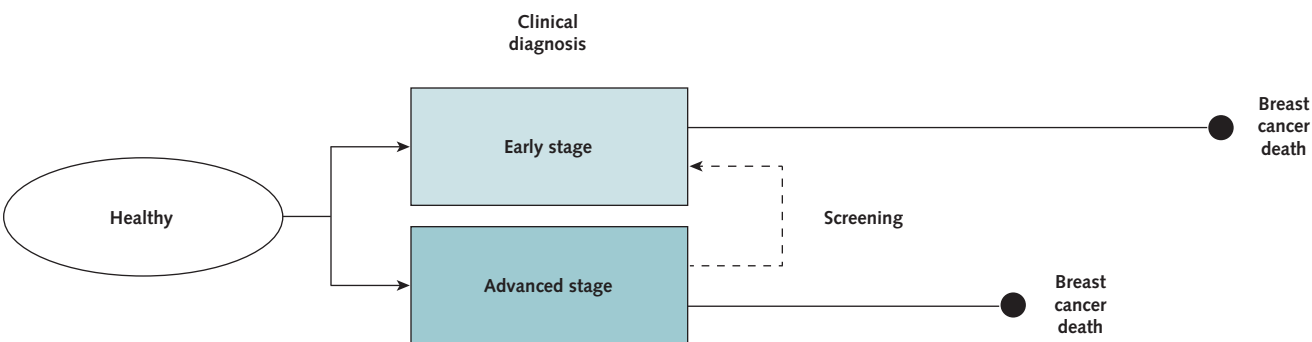 Clinical
diagnosis
Early stage
Breast
cancer
death
Healthy
Screening
Advanced stage
Breast
cancer
death